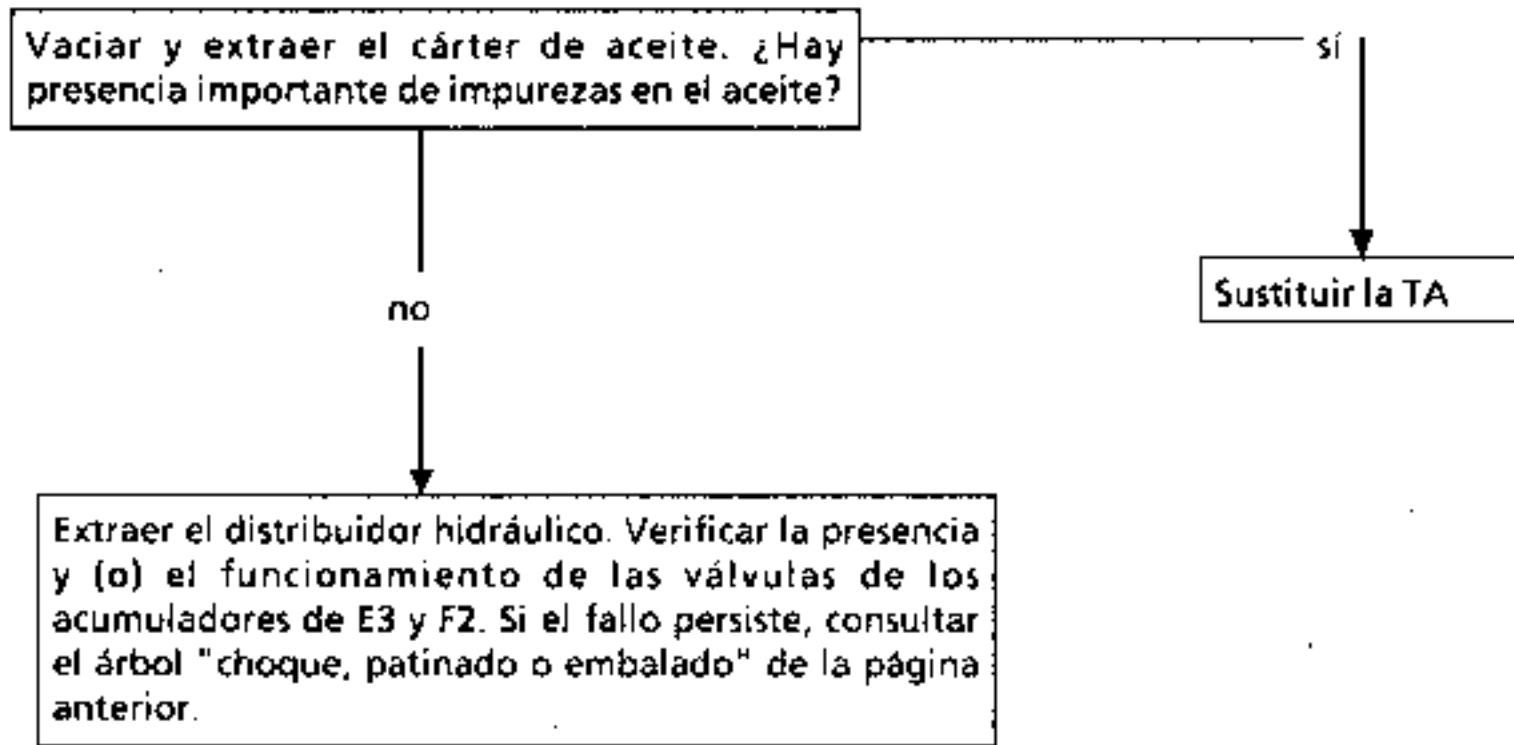 Vaciar y extraer el cárter de aceite. ¿Hay
presencia importante de impurezas en el aceite?
sí
Sustituir la TA
no
Extraer el distribuidor hidráulico. Verificar la presencia
y (o) el funcionamiento de las válvulas de los
acumuladores de E3 y F2. Si el fallo persiste, consultar
el árbol "choque, patinado o embalado" de la página
anterior.